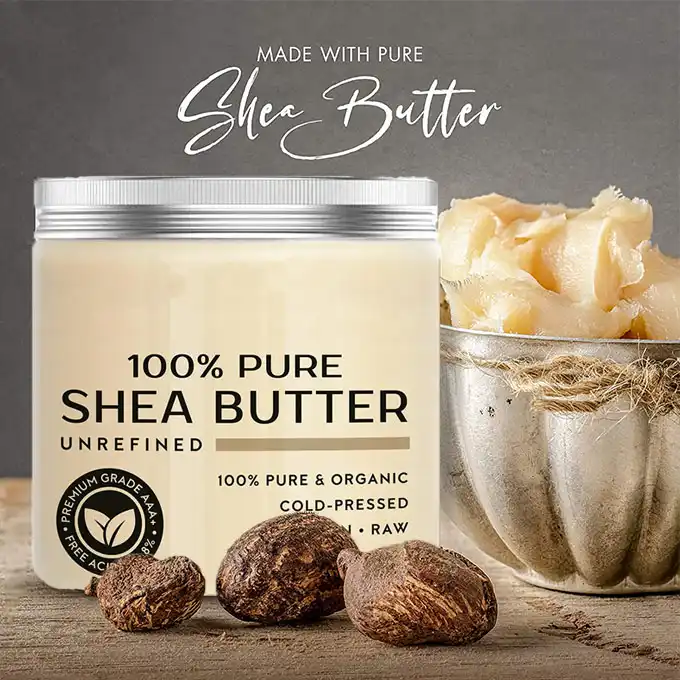 MADE WITH PURE
Shea Butter
100% PURE
SHEA BUTTER
UNREFINED
100% PURE & ORGANIC
COLD-PRESSED
• RAW
PREMIUM GRADE AAA+
FREE
8%